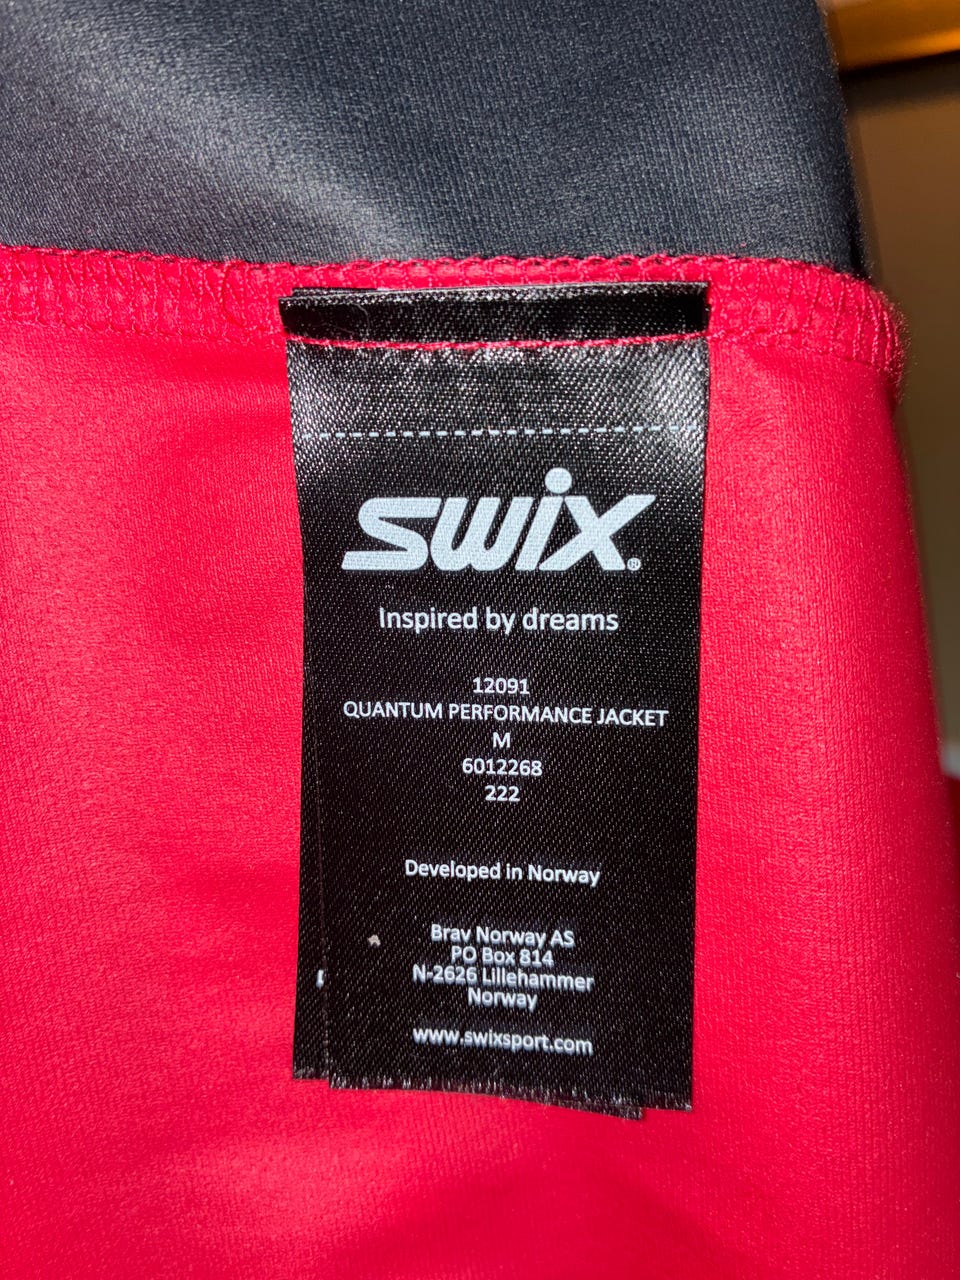 swix®
Inspired by dreams
12091
QUANTUM PERFORMANCE JACKET
M
6012268
222
Developed in Norway
Brav Norway AS
PO Box 814
N-2626 Lillehammer
Norway
www.swixsport.com